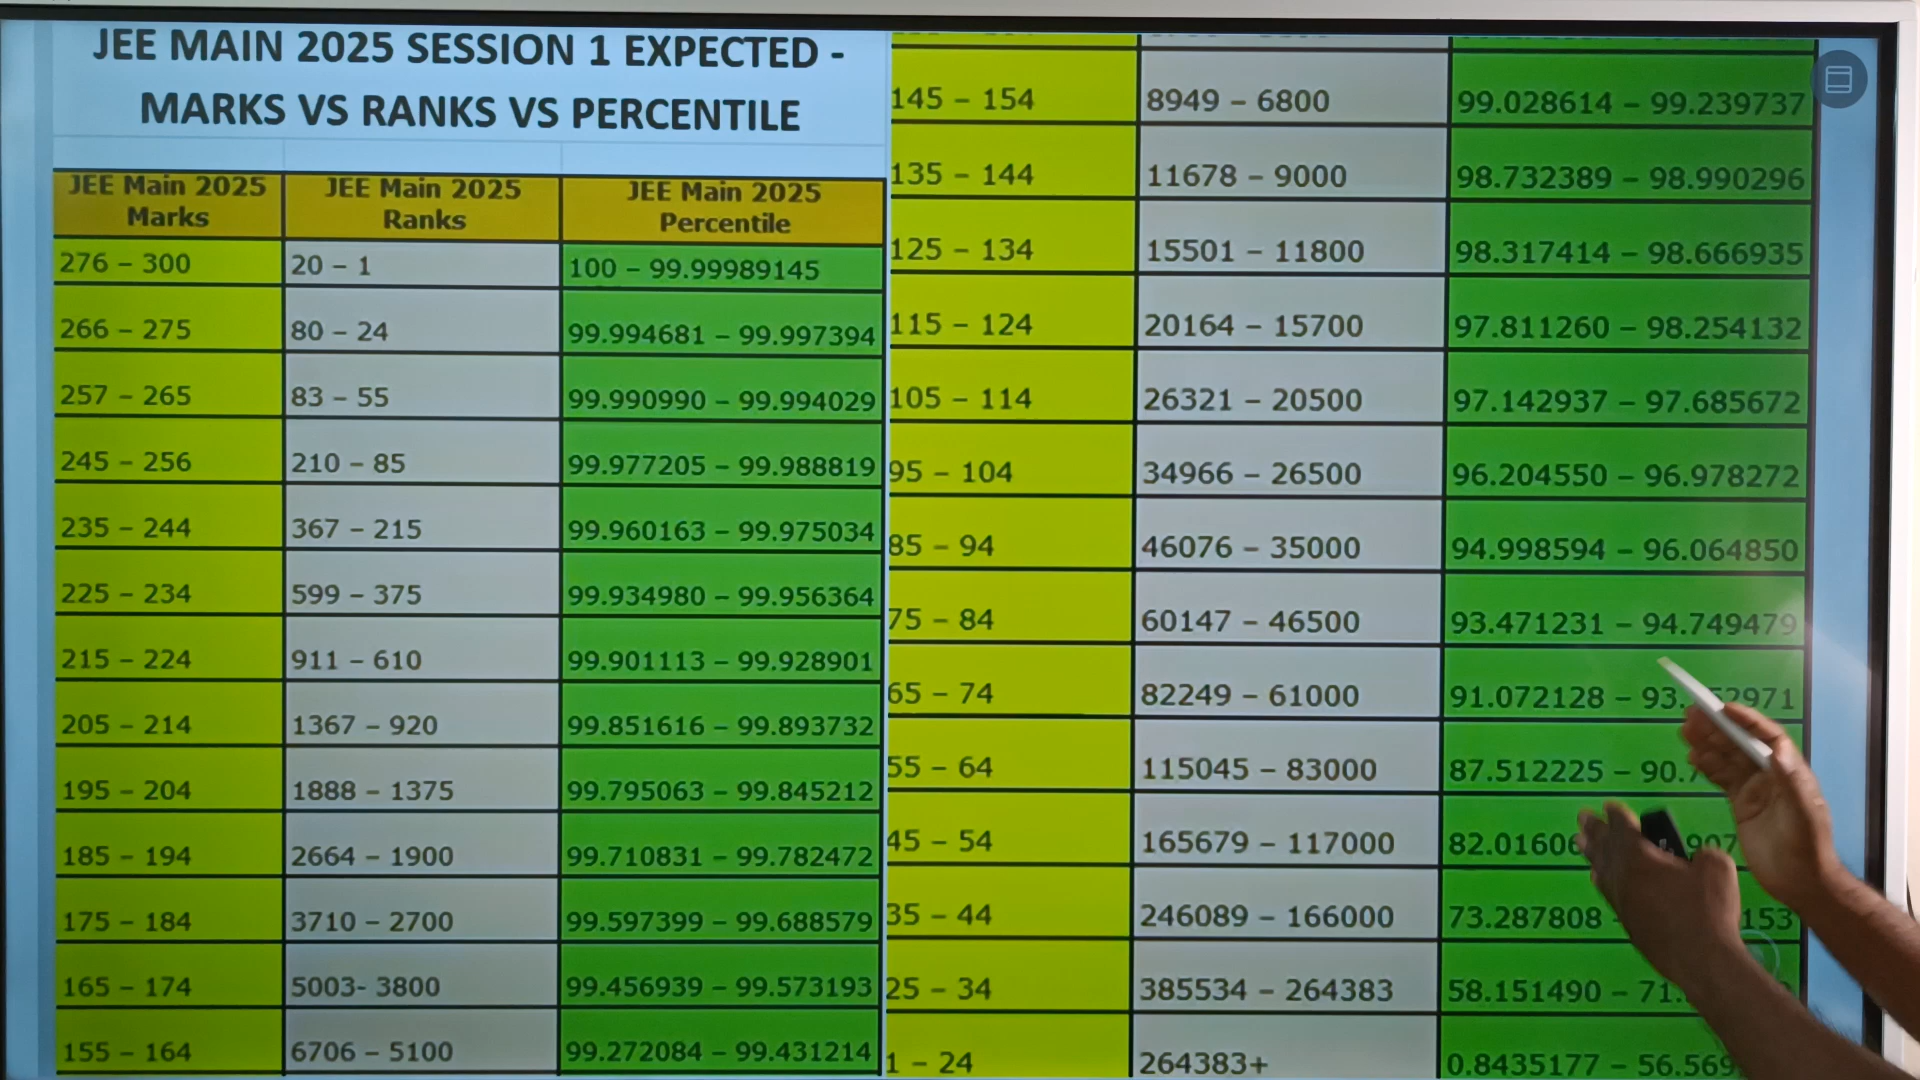 JEE MAIN 2025 SESSION 1 EXPECTED -
MARKS VS RANKS VS PERCENTILE
JEE Main 2025 Marks JEE Main 2025 Ranks JEE Main 2025 Percentile
276 – 300 20 – 1 100 – 99.99989145
266 – 275 80 – 24 99.994681 – 99.997394
257 – 265 83 – 55 99.990990 – 99.994029
245 – 256 210 – 85 99.977205 – 99.988819
235 – 244 367 – 215 99.960163 – 99.975034
225 – 234 599 – 375 99.934980 – 99.956364
215 – 224 911 – 610 99.901113 – 99.928901
205 – 214 1367 – 920 99.851616 – 99.893732
195 – 204 1888 – 1375 99.795063 – 99.845212
185 – 194 2664 – 1900 99.710831 – 99.782472
175 – 184 3710 – 2700 99.597399 – 99.688579
165 – 174 5003- 3800 99.456939 – 99.573193
155 – 164 6706 – 5100 99.272084 – 99.431214
145 – 154 8949 – 6800 99.028614 – 99.239737
135 – 144 11678 – 9000 98.732389 – 98.990296
125 – 134 15501 – 11800 98.317414 – 98.666935
115 – 124 20164 – 15700 97.811260 – 98.254132
105 – 114 26321 – 20500 97.142937 – 97.685672
95 – 104 34966 – 26500 96.204550 – 96.978272
85 – 94 46076 – 35000 94.998594 – 96.064850
75 – 84 60147 – 46500 93.471231 – 94.749479
65 – 74 82249 – 61000 91.072128 –
55 – 64 115045 – 83000 87.512225 –
45 – 54 165679 – 117000
35 – 44 246089 – 166000 73.287808
25 – 34 385534 – 264383 58.151490 –
1 – 24 264383+ 0.8435177 –